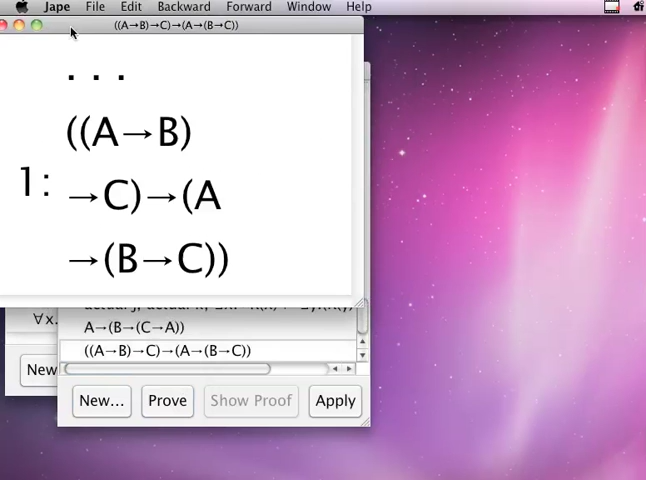 Jape File Edit Backward Forward Window Help
((A→B)→C)→(A→(B→C))
. . .
((A→B)
1: →C)→(A
→(B→C))
∀x.
A→(B→(C→A))
((A→B)→C)→(A→(B→C))
New
New... Prove Show Proof Apply